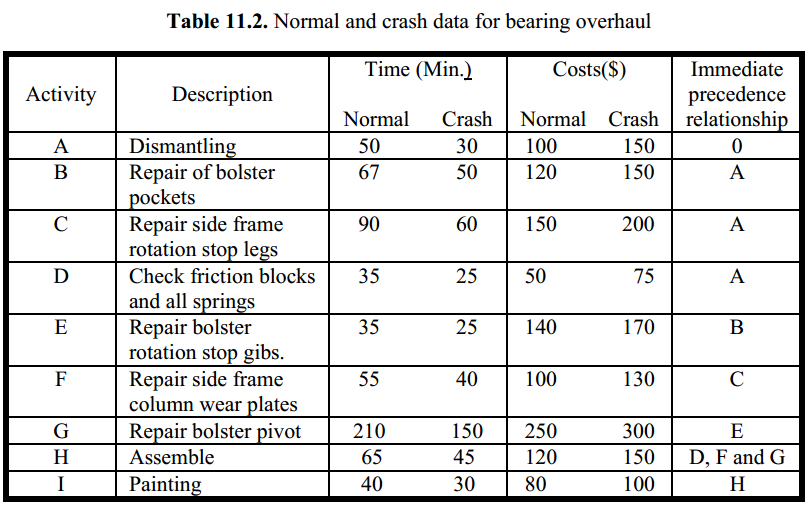 Table 11.2. Normal and crash data for bearing overhaul
Activity Description Time (Min.) Costs($) Immediate precedence relationship
Normal Crash Normal Crash
A Dismantling 50 30 100 150 0
B Repair of bolster 67 50 120 150 A
pockets
C Repair side frame 90 60 150 200 A
rotation stop legs
D Check friction blocks 35 25 50 75 A
and all springs
E Repair bolster 35 25 140 170 B
rotation stop gibs.
F Repair side frame 55 40 100 130 C
column wear plates
G Repair bolster pivot 210 150 250 300 E
H Assemble 65 45 120 150 D, F and G
I Painting 40 30 80 100 H